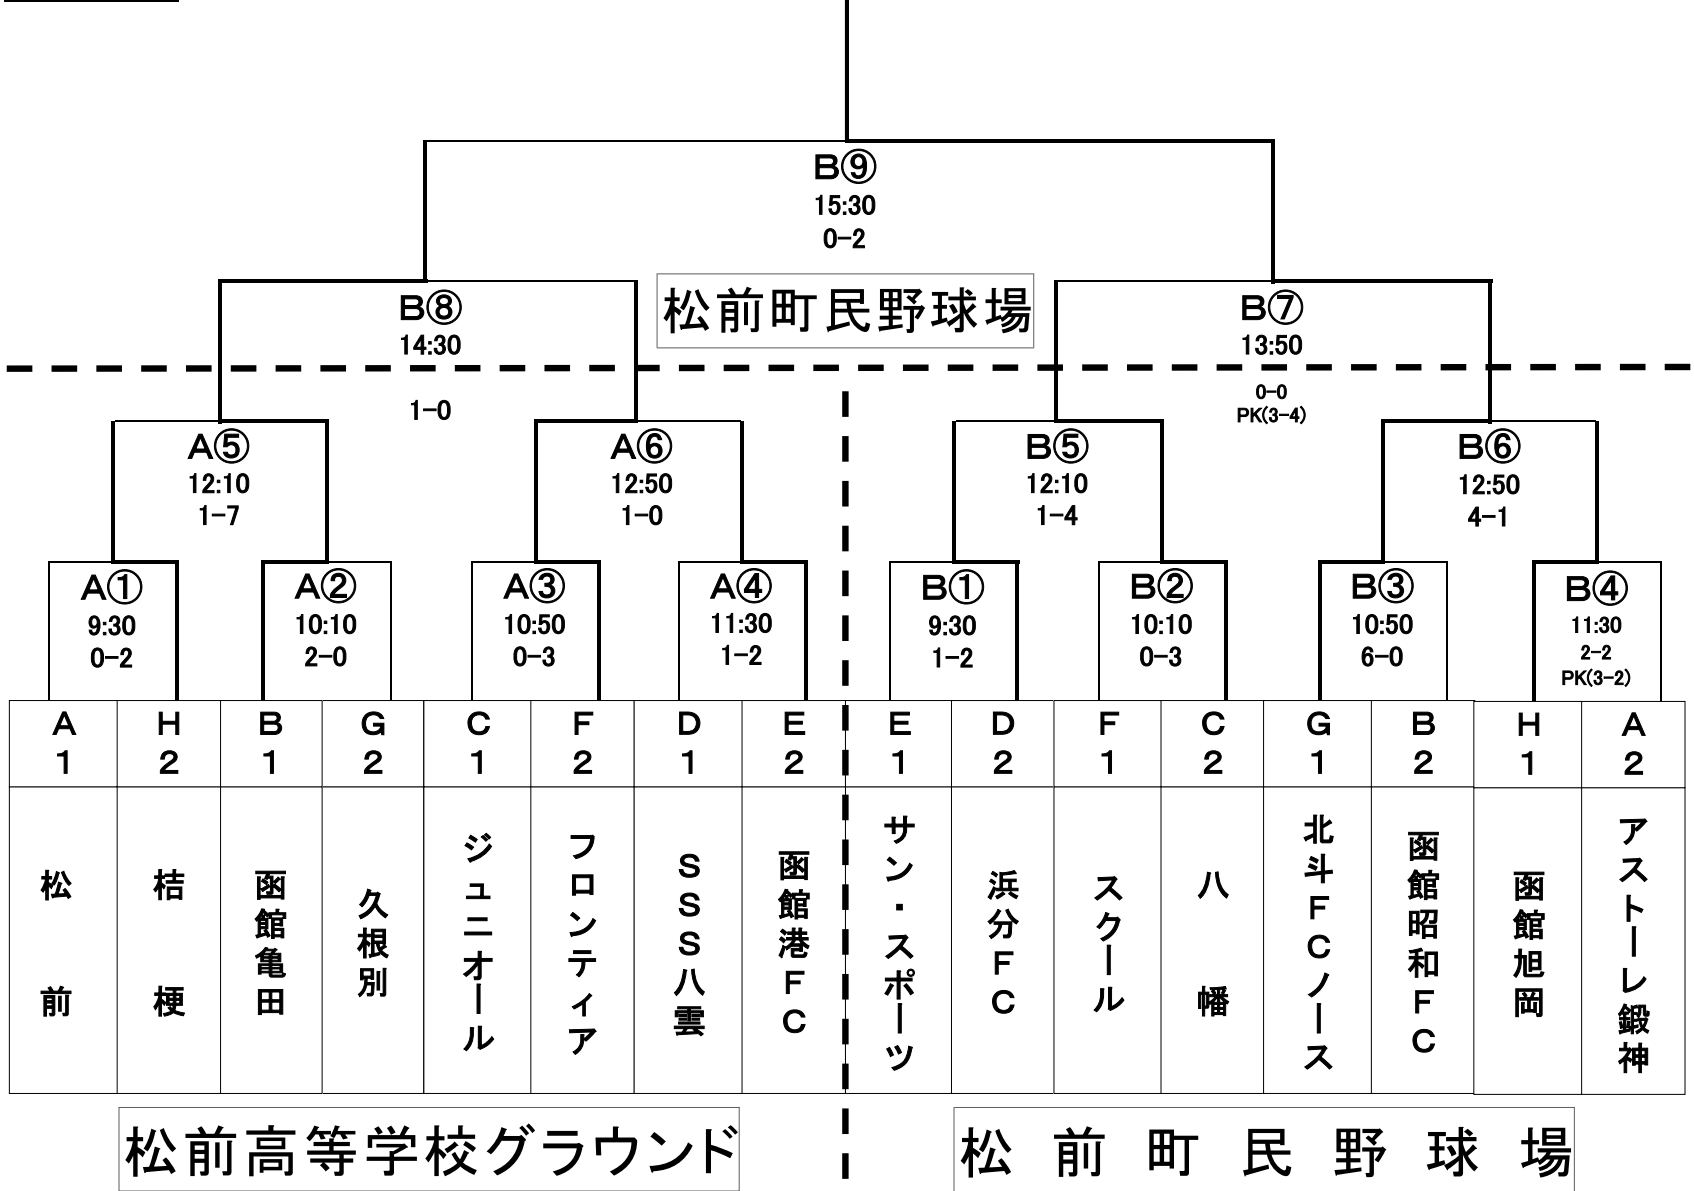 B⑨
15:30
0-2
松前町民野球場
B⑧
14:30
1-0
B⑦
13:50
0-0
PK(3-4)
A⑤
12:10
1-7
A⑥
12:50
1-0
B⑤
12:10
1-4
B⑥
12:50
4-1
A①
9:30
0-2
A②
10:10
2-0
A③
10:50
0-3
A④
11:30
1-2
B①
9:30
1-2
B②
10:10
0-3
B③
10:50
6-0
B④
11:30
2-2
PK(3-2)
A1
H2
B1
G2
C1
F2
D1
E2
E1
D2
F1
C2
G1
B2
H1
A2
松前
桔梗
函館亀田
久根別
ジュニオール
フロンティア
SSS八雲
函館港FC
サン・スポーツ
浜分FC
スクール
八幡
北斗FCノース
函館昭和FC
函館旭岡
アストーレ鍛神
松前高等学校グラウンド
松前町民野球場